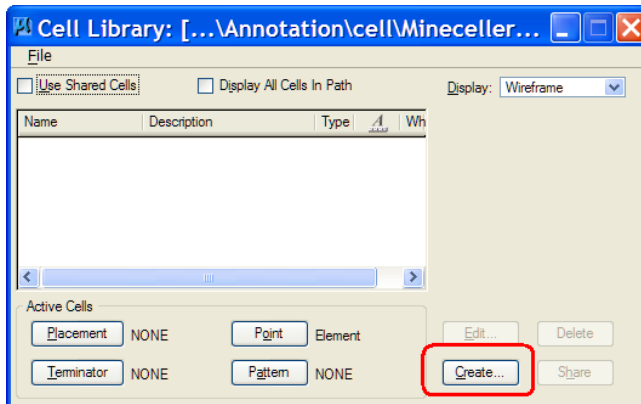 Cell Library: [...\Annotation\cell\Mineceller...
File
Use Shared Cells Display All Cells In Path Display: Wireframe
Name Description Type A Wh
Active Cells
Placement NONE Point Element Edit... Delete
Terminator NONE Pattern NONE Create... Share